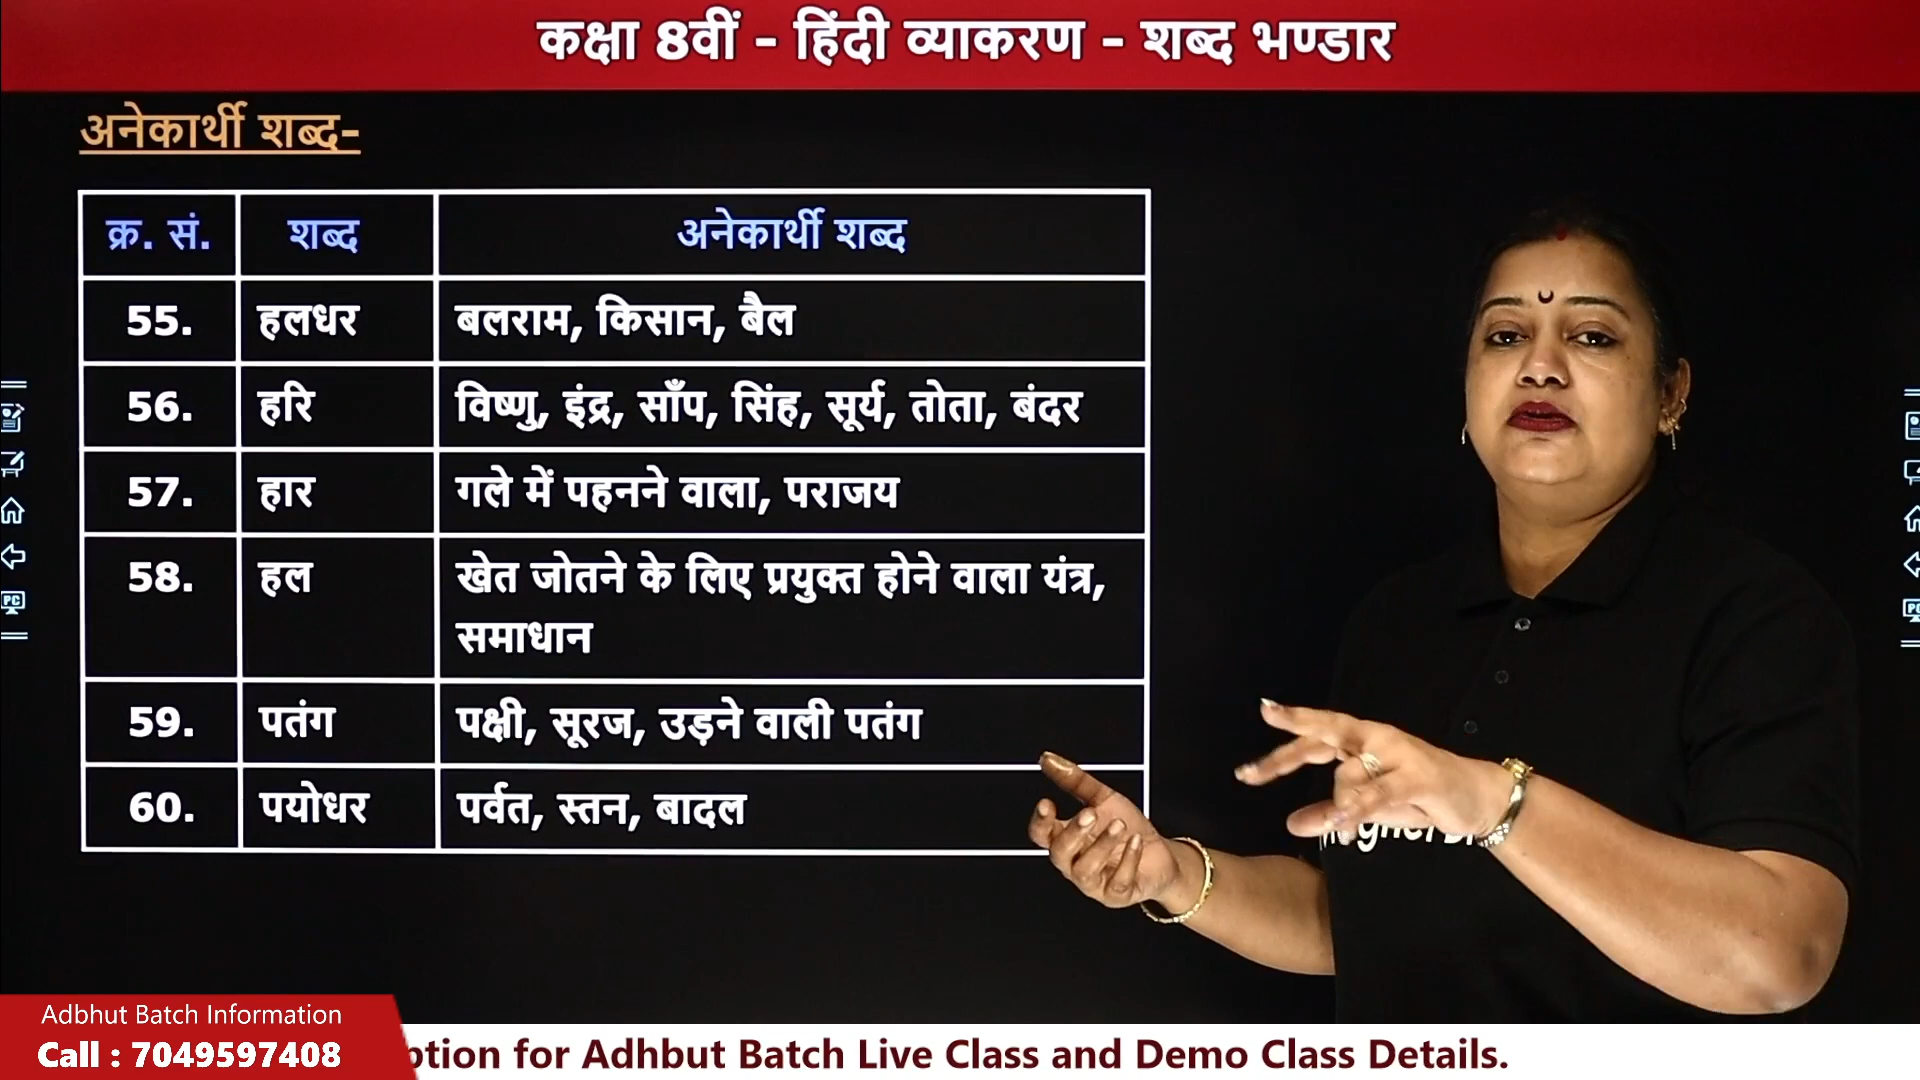 कक्षा 8वीं - हिंदी व्याकरण - शब्द भण्डार
अनेकार्थी शब्द-
क्र. सं. शब्द अनेकार्थी शब्द
55. हलधर बलराम, किसान, बैल
56. हरि विष्णु, इंद्र, साँप, सिंह, सूर्य, तोता, बंदर
57. हार गले में पहनने वाला, पराजय
58. हल खेत जोतने के लिए प्रयुक्त होने वाला यंत्र,
समाधान
59. पतंग पक्षी, सूरज, उड़ने वाली पतंग
60. पयोधर पर्वत, स्तन, बादल
PC
Adbhut Batch Information
Call : 7049597408
for Adhbut Batch Live Class and Demo Class Details.